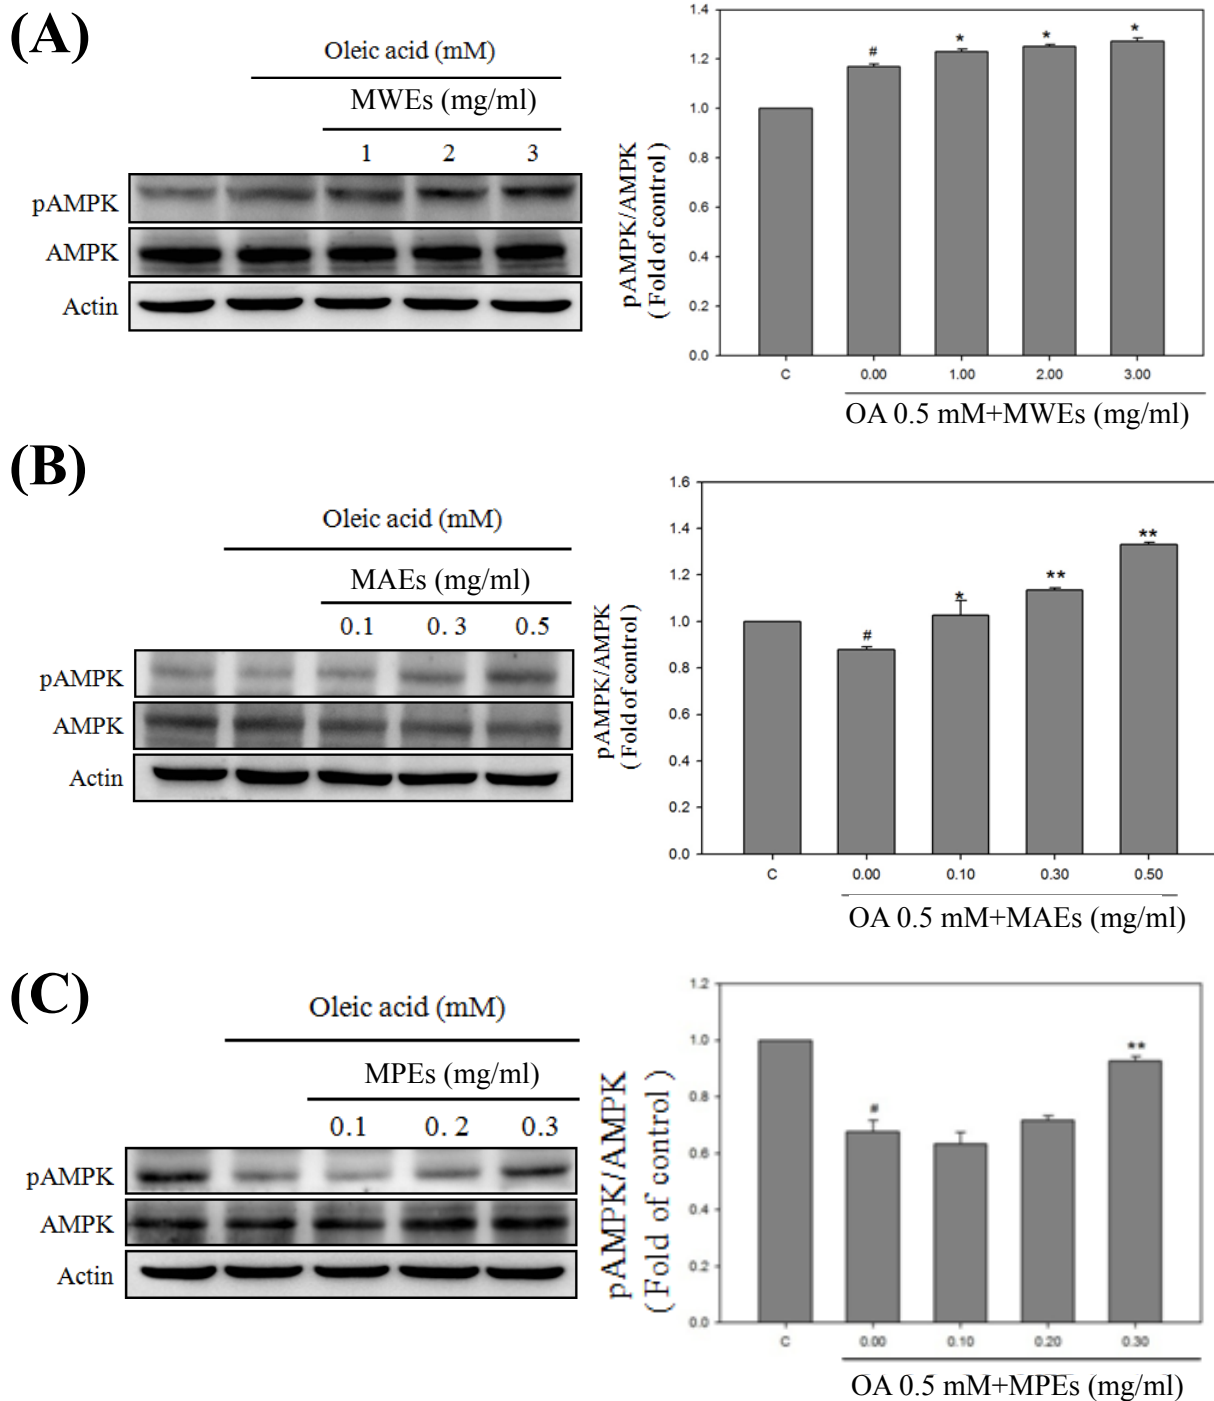 (A)
Oleic acid (mM)
MWEs (mg/ml)
1 2 3
pAMPK
AMPK
Actin
pAMPK/AMPK
( Fold of control )
1.4
1.2
1.0
0.8
0.6
0.4
0.2
0.0
# * * *
C 0.00 1.00 2.00 3.00
OA 0.5 mM+MWEs (mg/ml)
(B)
Oleic acid (mM)
MAEs (mg/ml)
0.1 0. 3 0.5
pAMPK
AMPK
Actin
pAMPK/AMPK
( Fold of control )
1.6
1.4
1.2
1.0
0.8
0.6
0.4
0.2
0.0
# * ** **
C 0.00 0.10 0.30 0.50
OA 0.5 mM+MAEs (mg/ml)
(C)
Oleic acid (mM)
MPEs (mg/ml)
0.1 0. 2 0.3
pAMPK
AMPK
Actin
pAMPK/AMPK
( Fold of control )
1.2
1.0
0.8
0.6
0.4
0.2
0.0
# **
C 0.00 0.10 0.20 0.30
OA 0.5 mM+MPEs (mg/ml)